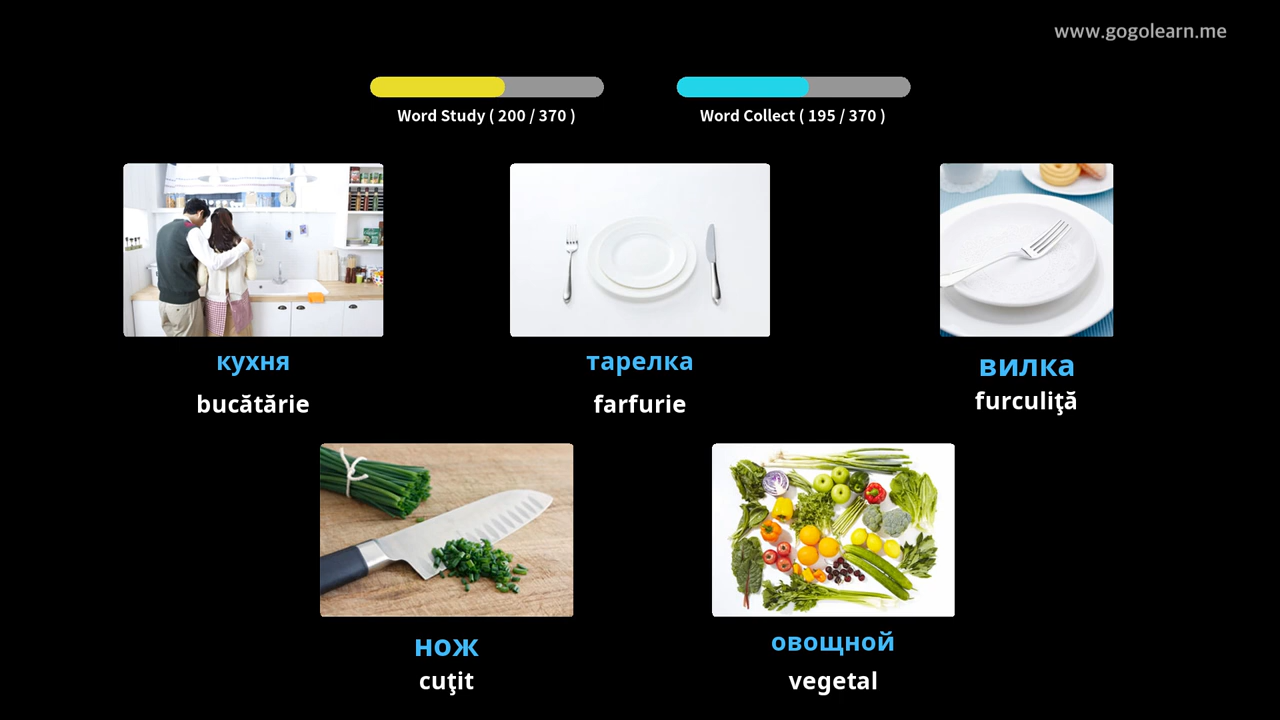 www.gogolearn.me
Word Study ( 200 / 370 )
Word Collect ( 195 / 370 )
кухня
bucătărie
тарелка
farfurie
вилка
furculiţă
нож
cuţit
овощной
vegetal